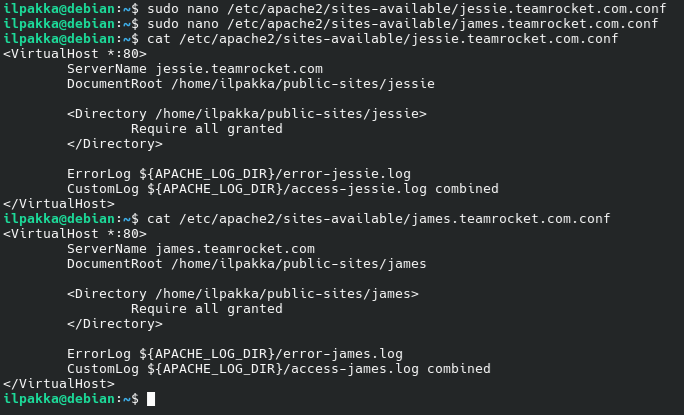 ilpakka@debian:~$ sudo nano /etc/apache2/sites-available/jessie.teamrocket.com.conf
ilpakka@debian:~$ sudo nano /etc/apache2/sites-available/james.teamrocket.com.conf
ilpakka@debian:~$ cat /etc/apache2/sites-available/jessie.teamrocket.com.conf
<VirtualHost *:80>
        ServerName jessie.teamrocket.com
        DocumentRoot /home/ilpakka/public-sites/jessie

        <Directory /home/ilpakka/public-sites/jessie>
                Require all granted
        </Directory>

        ErrorLog ${APACHE_LOG_DIR}/error-jessie.log
        CustomLog ${APACHE_LOG_DIR}/access-jessie.log combined
</VirtualHost>
ilpakka@debian:~$ cat /etc/apache2/sites-available/james.teamrocket.com.conf
<VirtualHost *:80>
        ServerName james.teamrocket.com
        DocumentRoot /home/ilpakka/public-sites/james

        <Directory /home/ilpakka/public-sites/james>
                Require all granted
        </Directory>

        ErrorLog ${APACHE_LOG_DIR}/error-james.log
        CustomLog ${APACHE_LOG_DIR}/access-james.log combined
</VirtualHost>
ilpakka@debian:~$